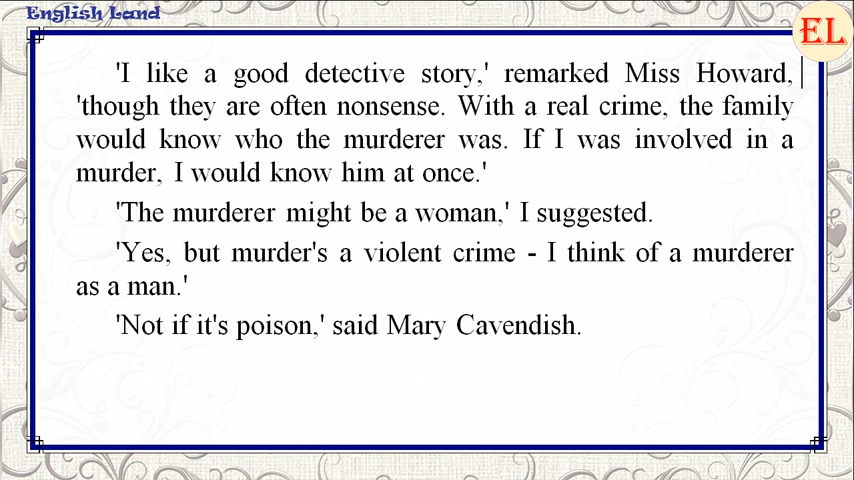 English Land
EL
'I like a good detective story,' remarked Miss Howard,
'though they are often nonsense. With a real crime, the family
would know who the murderer was. If I was involved in a
murder, I would know him at once.'
'The murderer might be a woman,' I suggested.
'Yes, but murder's a violent crime - I think of a murderer
as a man.'
'Not if it's poison,' said Mary Cavendish.